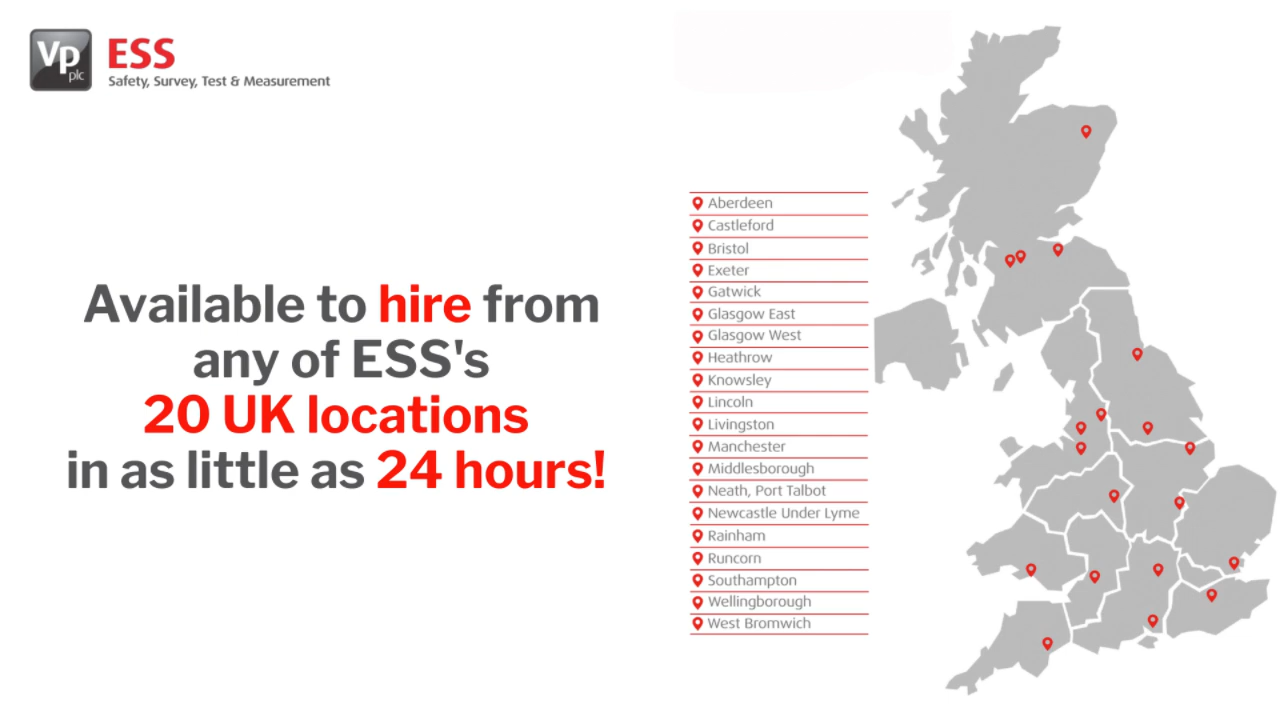 Vp
plc
ESS
Safety, Survey, Test & Measurement
Available to hire from
any of ESS's
20 UK locations
in as little as 24 hours!
Aberdeen
Castleford
Bristol
Exeter
Gatwick
Glasgow East
Glasgow West
Heathrow
Knowsley
Lincoln
Livingston
Manchester
Middlesborough
Neath, Port Talbot
Newcastle Under Lyme
Rainham
Runcorn
Southampton
Wellingborough
West Bromwich